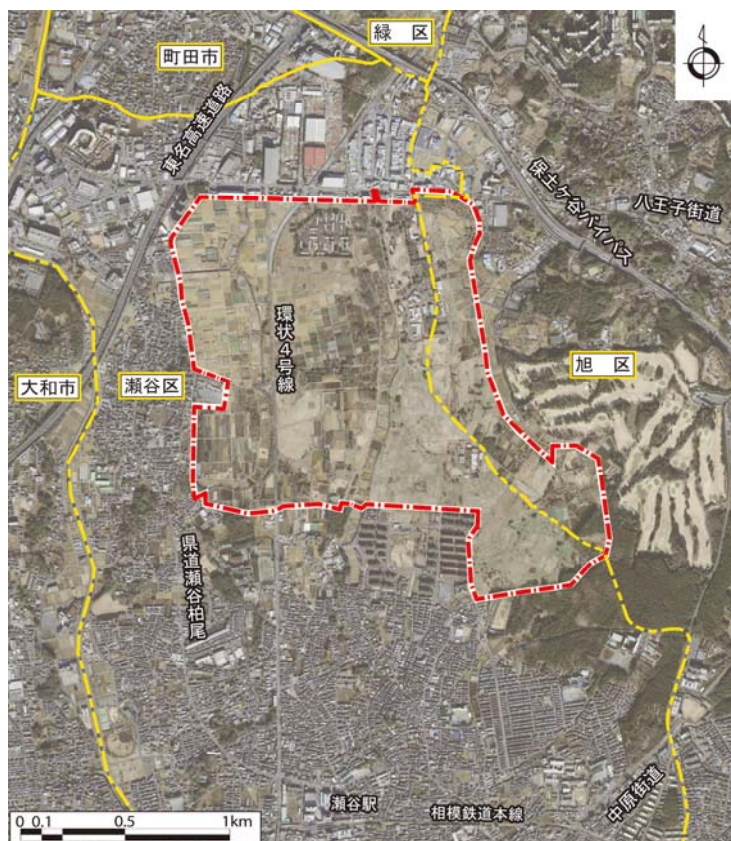 緑 区
町田市
東名高速道路
保土ヶ谷バイパス
八王子街道
環状4号線
旭 区
大和市
瀬谷区
県道瀬谷柏尾
瀬谷駅
相模鉄道本線
中原街道
0 0.1 0.5 1km